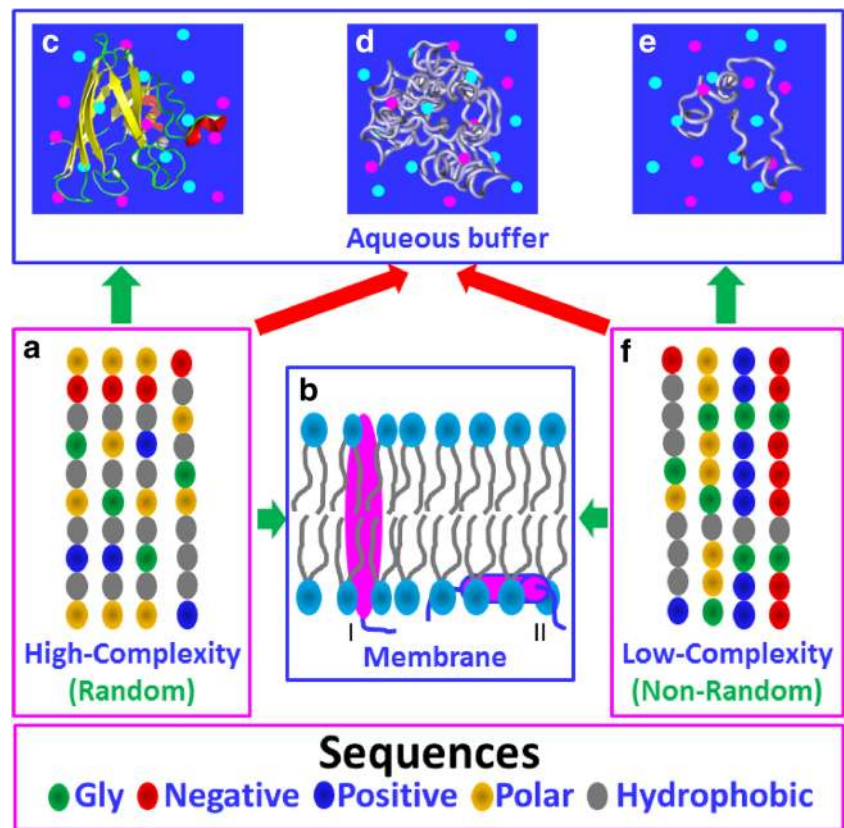 c
d
e
Aqueous buffer
a
f
b
I
II
Membrane
High-Complexity
(Random)
Low-Complexity
(Non-Random)
Sequences
Gly Negative Positive Polar Hydrophobic